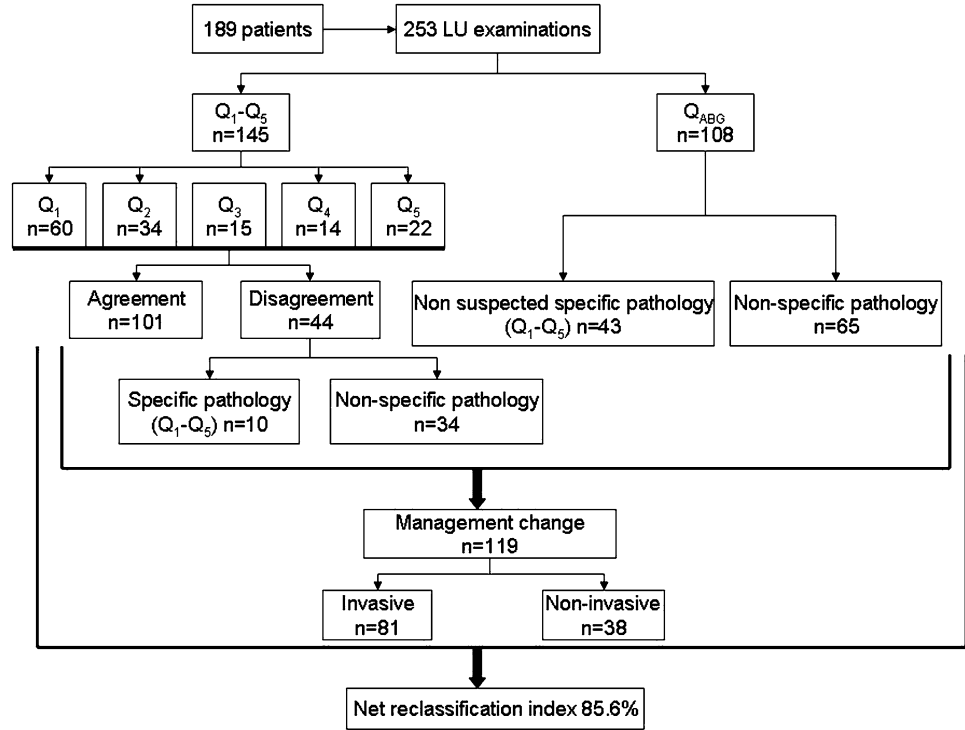 189 patients
253 LU examinations
Q1-Q5
n=145
QABG
n=108
Q1
n=60
Q2
n=34
Q3
n=15
Q4
n=14
Q5
n=22
Agreement
n=101
Disagreement
n=44
Non suspected specific pathology
(Q1-Q5) n=43
Non-specific pathology
n=65
Specific pathology
(Q1-Q5) n=10
Non-specific pathology
n=34
Management change
n=119
Invasive
n=81
Non-invasive
n=38
Net reclassification index 85.6%